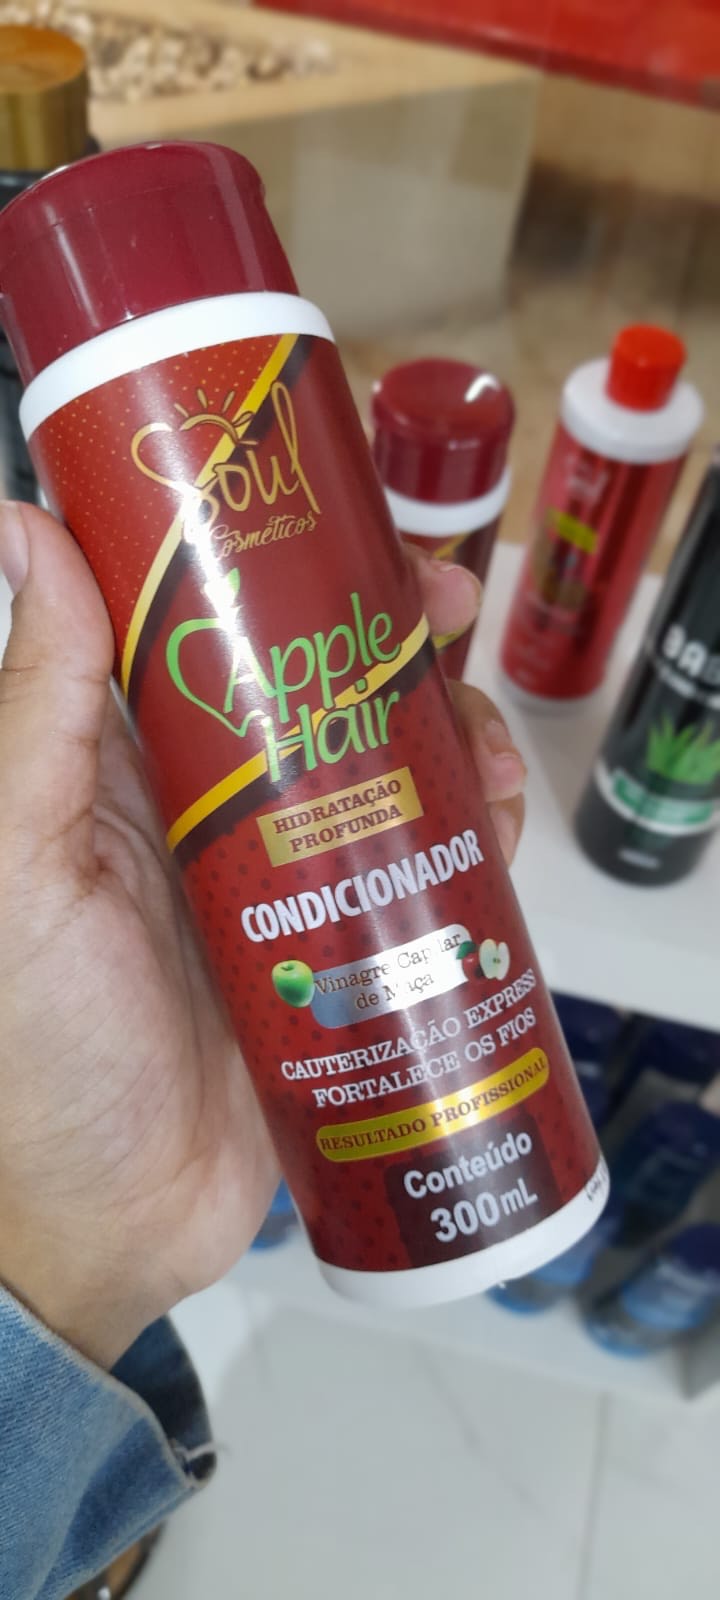 Soul
Cosméticos
Apple
Hair
HIDRATAÇÃO
PROFUNDA
CONDICIONADOR
Vinagre Capilar
de Maça
CAUTERIZAÇÃO EXPRESS
FORTALECE OS FIOS
RESULTADO PROFISSIONAL
Conteúdo
300mL